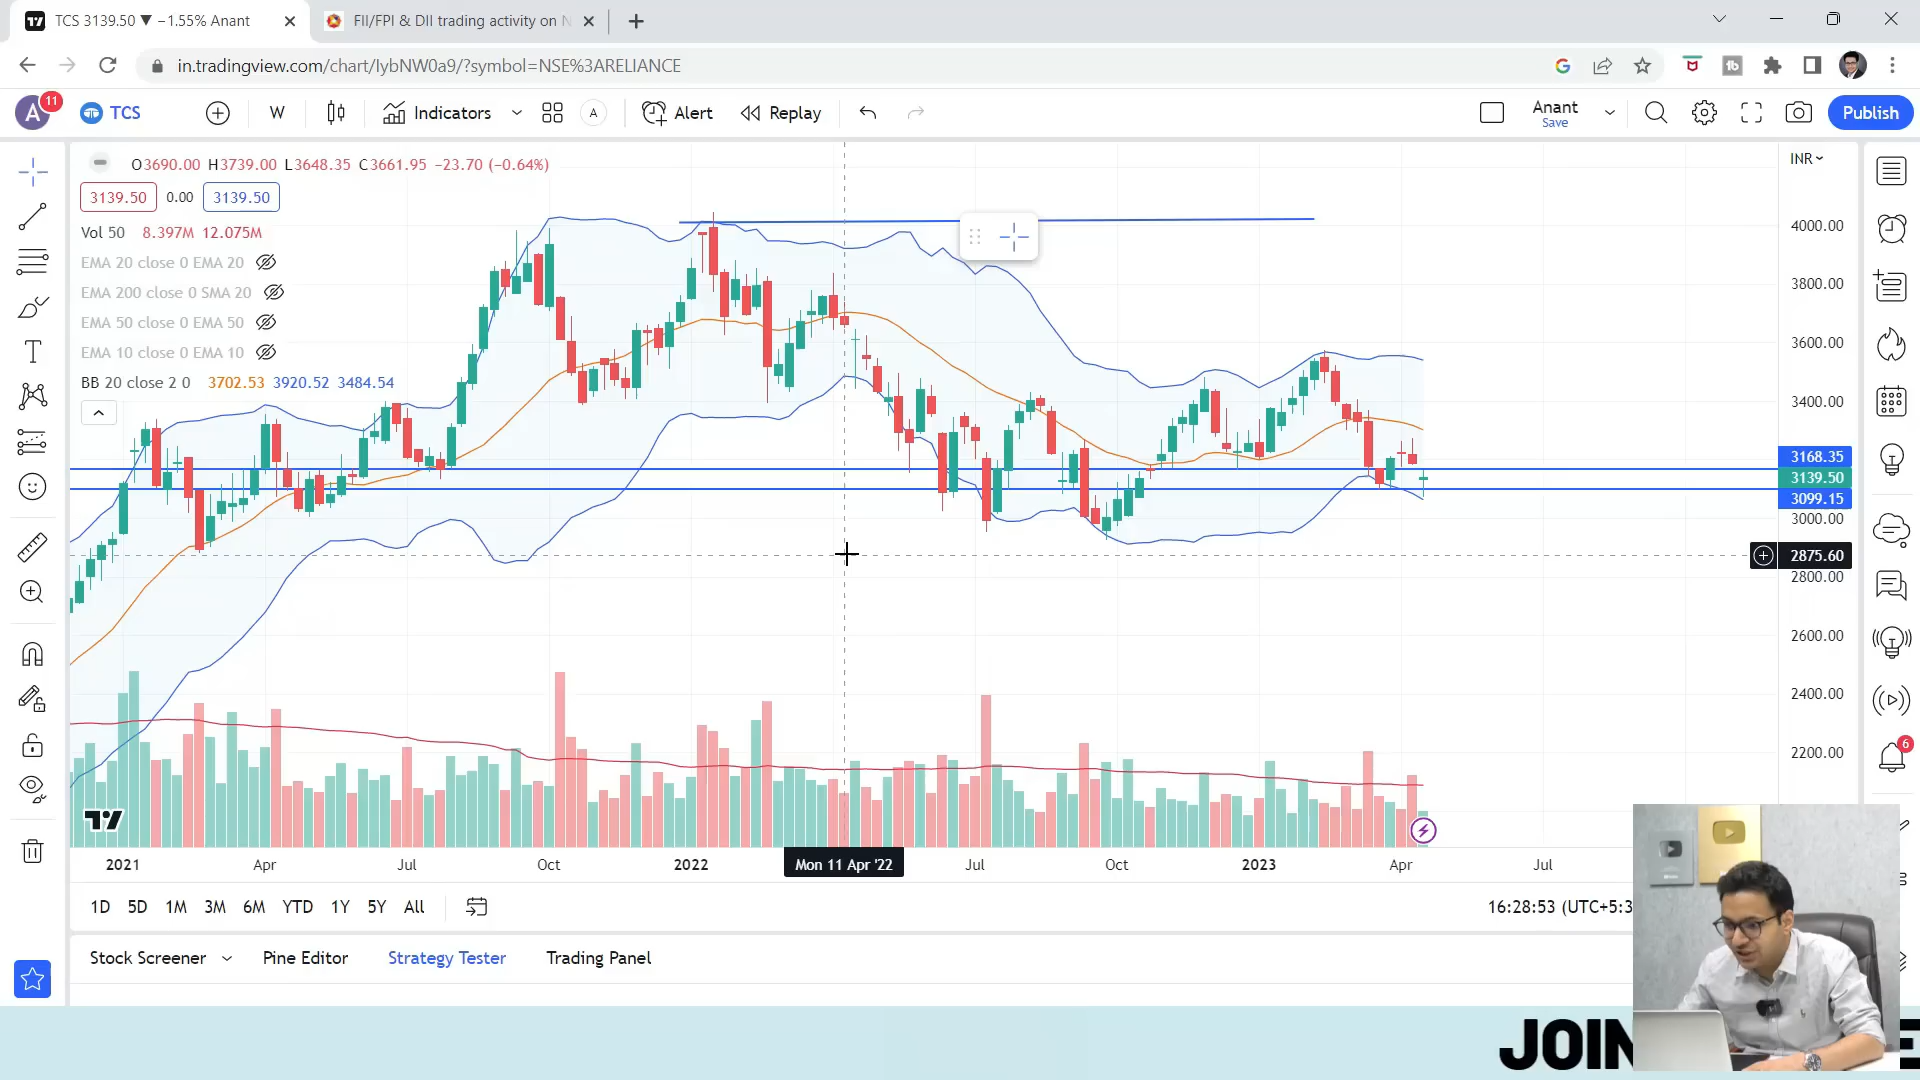 TCS 3139.50 ▼ −1.55% Anant
FII/FPI & DII trading activity on N
in.tradingview.com/chart/IybNW0a9/?symbol=NSE%3ARELIANCE
A 11 TCS W Indicators A Alert Replay Anant Save Publish
O3690.00 H3739.00 L3648.35 C3661.95 −23.70 (−0.64%)
INR
3139.50 0.00 3139.50
Vol 50 8.397M 12.075M
EMA 20 close 0 EMA 20
EMA 200 close 0 SMA 20
EMA 50 close 0 EMA 50
EMA 10 close 0 EMA 10
BB 20 close 2 0 3702.53 3920.52 3484.54
4000.00
3800.00
3600.00
3400.00
3168.35
3139.50
3099.15
3000.00
2875.60
2800.00
2600.00
2400.00
2200.00
6
2021 Apr Jul Oct 2022 Mon 11 Apr '22 Jul Oct 2023 Apr Jul
1D 5D 1M 3M 6M YTD 1Y 5Y All 16:28:53 (UTC+5:3
Stock Screener Pine Editor Strategy Tester Trading Panel
JOIN